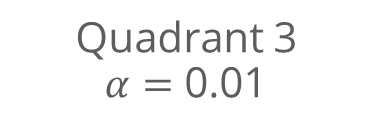 Quadrant 3
α = 0.01